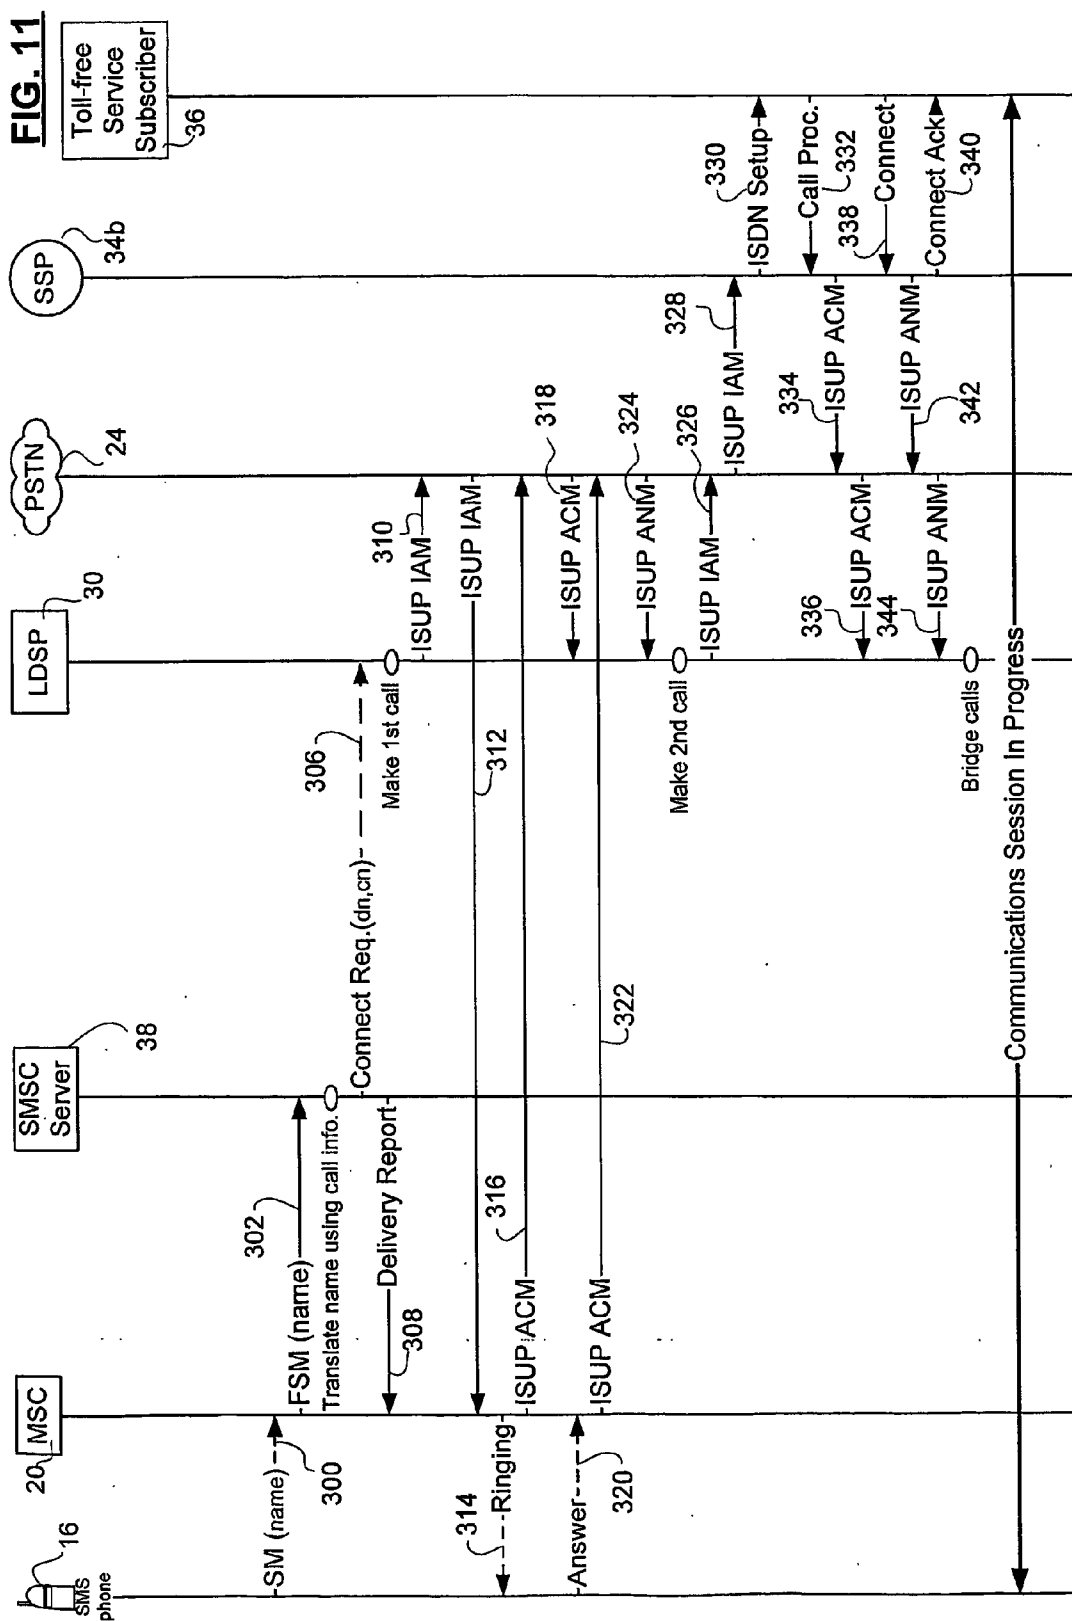 FIG. 11
SMS
phone
16
MSC
20
SMSC
Server
38
LDSP
30
PSTN
24
SSP
34b
Toll-free
Service
Subscriber
36
SM (name)
300
FSM (name)
302
Translate name using call info.
Connect Req.(dn,cn)
306
Delivery Report
308
Make 1st call
ISUP IAM
310
ISUP IAM
312
Ringing
314
ISUP ACM
316
ISUP ACM
318
Answer
320
ISUP ACM
322
ISUP ANM
324
Make 2nd call
ISUP IAM
326
ISUP IAM
328
ISDN Setup
330
Call Proc.
332
ISUP ACM
334
ISUP ACM
336
Connect
338
Connect Ack
340
ISUP ANM
342
ISUP ANM
344
Bridge calls
Communications Session In Progress